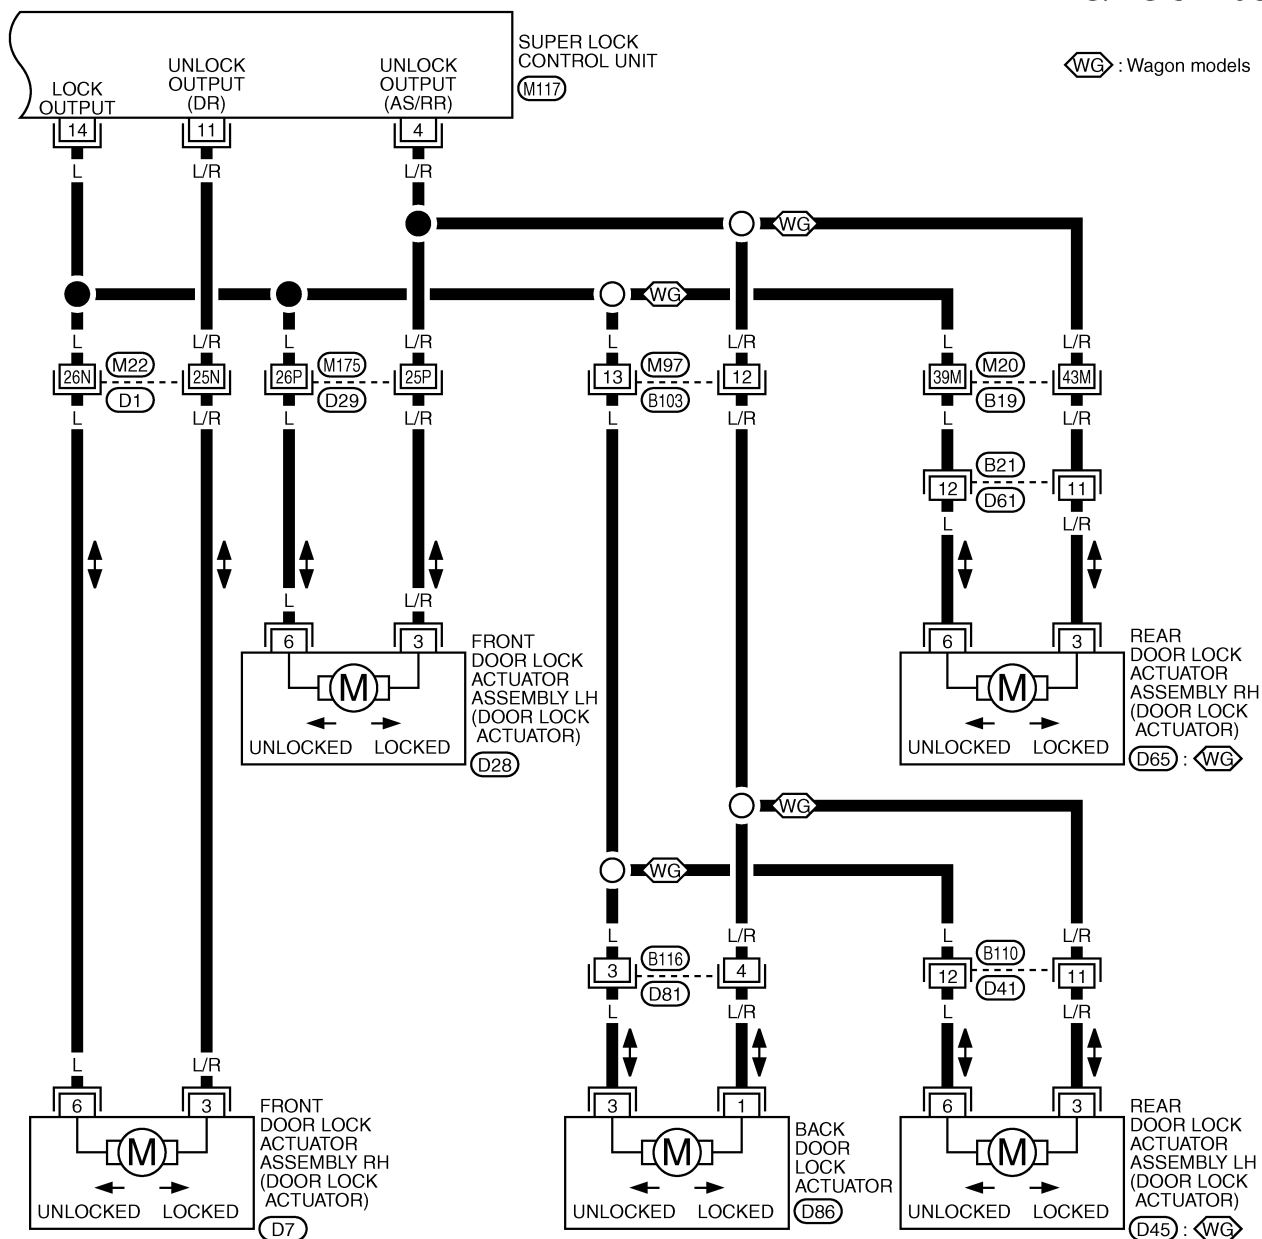 SUPER LOCK
CONTROL UNIT
M117
WG : Wagon models
LOCK
OUTPUT
UNLOCK
OUTPUT
(DR)
UNLOCK
OUTPUT
(AS/RR)
14 11 4
L L/R L/R
WG
WG
L L/R L L/R L L/R L L/R
26N M22 25N 26P M175 25P 13 M97 12 39M M20 43M
D1 D29 B103 B19
L L/R L L/R L L/R L L/R
12 B21 11
D61
L L/R
L L/R
6 3
M
UNLOCKED LOCKED
FRONT
DOOR LOCK
ACTUATOR
ASSEMBLY LH
(DOOR LOCK
ACTUATOR)
D28
6 3
M
UNLOCKED LOCKED
REAR
DOOR LOCK
ACTUATOR
ASSEMBLY RH
(DOOR LOCK
ACTUATOR)
D65 : WG
WG
WG
L L/R L L/R
3 B116 4 12 B110 11
D81 D41
L L/R L L/R
L L/R
6 3
M
UNLOCKED LOCKED
FRONT
DOOR LOCK
ACTUATOR
ASSEMBLY RH
(DOOR LOCK
ACTUATOR)
D7
3 1
M
UNLOCKED LOCKED
BACK
DOOR
LOCK
ACTUATOR
D86
6 3
M
UNLOCKED LOCKED
REAR
DOOR LOCK
ACTUATOR
ASSEMBLY LH
(DOOR LOCK
ACTUATOR)
D45 : WG